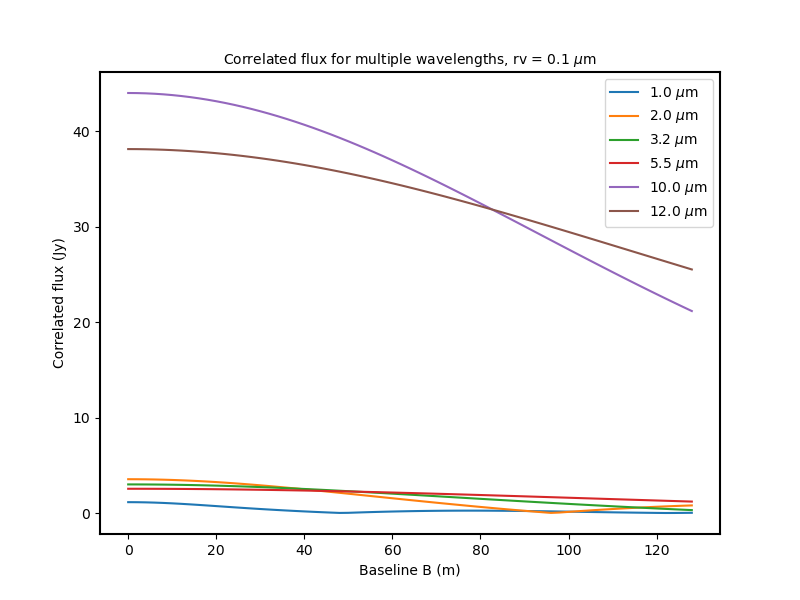 Correlated flux for multiple wavelengths, rv = 0.1 μm
1.0 μm
2.0 μm
3.2 μm
5.5 μm
10.0 μm
12.0 μm
Correlated flux (Jy)
40
30
20
10
0
0 20 40 60 80 100 120
Baseline B (m)